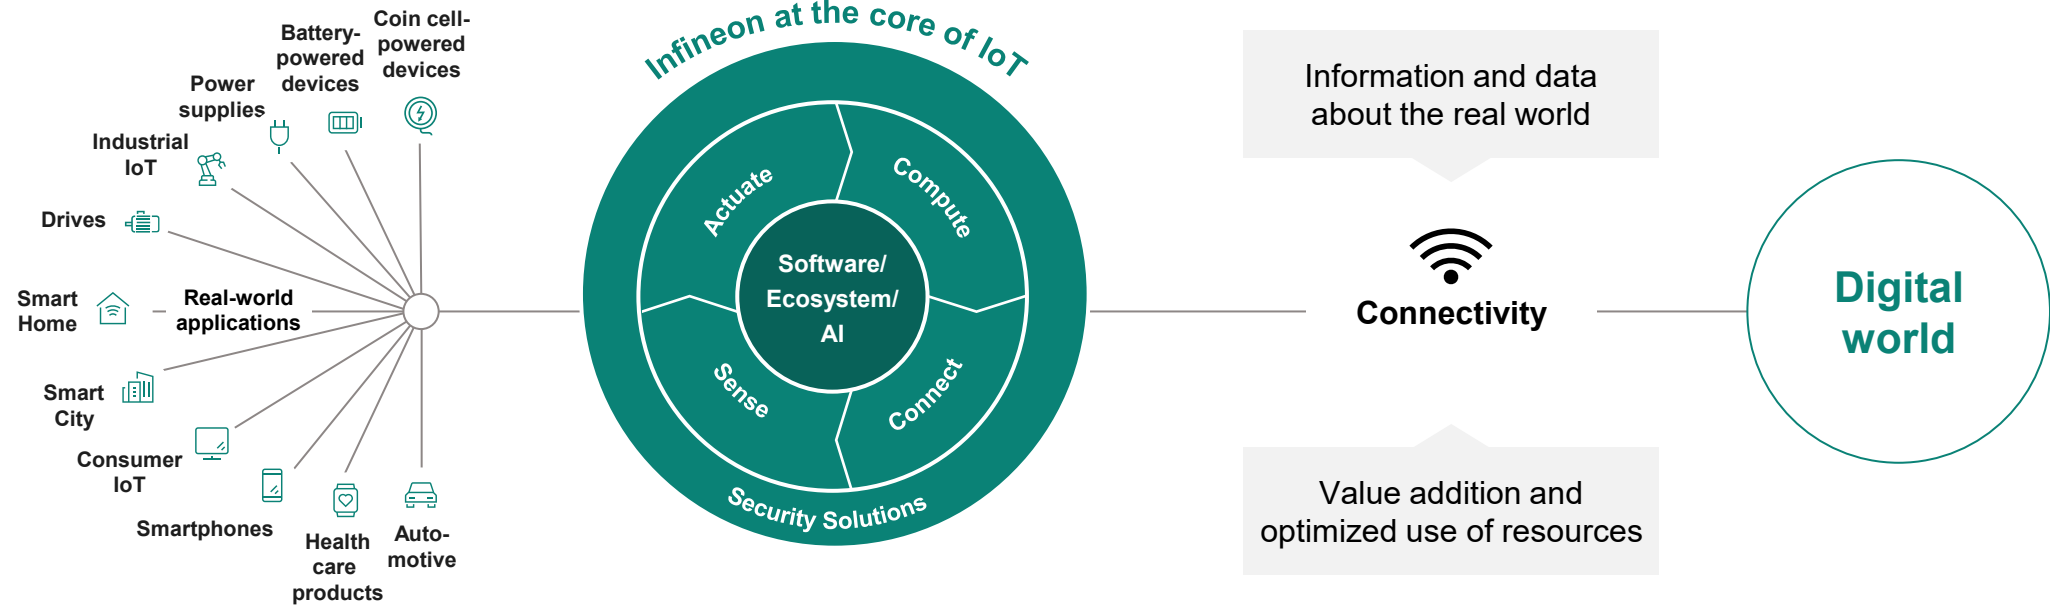 Coin cell-
powered
devices
Battery-
powered
devices
Power
supplies
Industrial
IoT
Drives
Smart
Home
Real-world
applications
Smart
City
Consumer
IoT
Smartphones
Health
care
products
Auto-
motive
Infineon at the core of IoT
Actuate
Compute
Software/
Ecosystem/
AI
Sense
Connect
Security Solutions
Information and data
about the real world
Connectivity
Value addition and
optimized use of resources
Digital
world